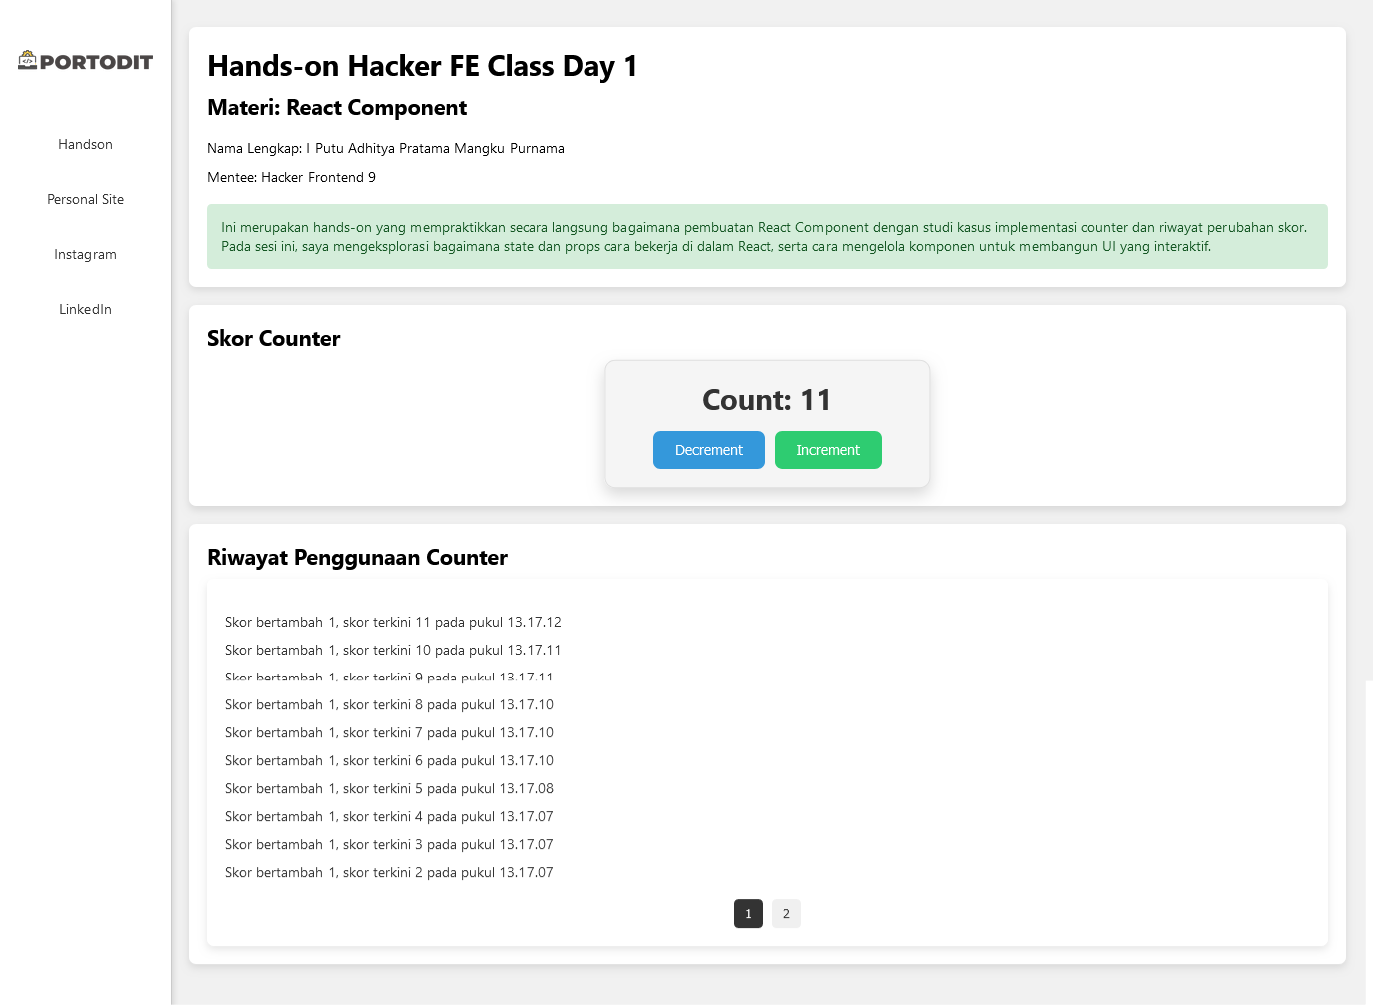 PORTODIT
Handson
Personal Site
Instagram
LinkedIn
Hands-on Hacker FE Class Day 1
Materi: React Component
Nama Lengkap: I Putu Adhitya Pratama Mangku Purnama
Mentee: Hacker Frontend 9
Ini merupakan hands-on yang mempraktikkan secara langsung bagaimana pembuatan React Component dengan studi kasus implementasi counter dan riwayat perubahan skor.
Pada sesi ini, saya mengeksplorasi bagaimana state dan props cara bekerja di dalam React, serta cara mengelola komponen untuk membangun UI yang interaktif.
Skor Counter
Count: 11
Decrement
Increment
Riwayat Penggunaan Counter
Skor bertambah 1, skor terkini 11 pada pukul 13.17.12
Skor bertambah 1, skor terkini 10 pada pukul 13.17.11
Skor bertambah 1, skor terkini 9 pada pukul 13.17.11
Skor bertambah 1, skor terkini 8 pada pukul 13.17.10
Skor bertambah 1, skor terkini 7 pada pukul 13.17.10
Skor bertambah 1, skor terkini 6 pada pukul 13.17.10
Skor bertambah 1, skor terkini 5 pada pukul 13.17.08
Skor bertambah 1, skor terkini 4 pada pukul 13.17.07
Skor bertambah 1, skor terkini 3 pada pukul 13.17.07
Skor bertambah 1, skor terkini 2 pada pukul 13.17.07
1
2